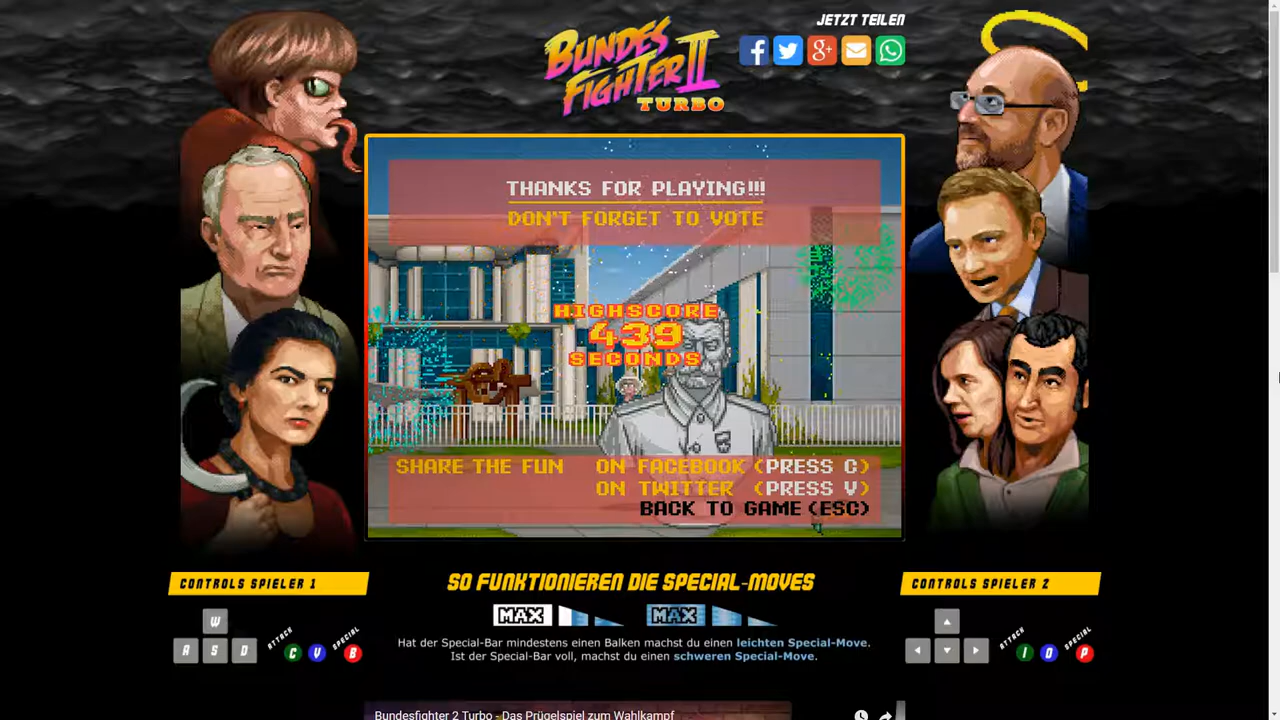 JETZT TEILEN
BUNDES
FIGHTER II
TURBO
THANKS FOR PLAYING!!!
DON'T FORGET TO VOTE
HIGHSCORE
439
SECONDS
SHARE THE FUN ON FACEBOOK (PRESS C)
ON TWITTER (PRESS V)
BACK TO GAME (ESC)
CONTROLS SPIELER 1
SO FUNKTIONIEREN DIE SPECIAL-MOVES
CONTROLS SPIELER 2
MAX MAX
W
A S D
ATTACK
SPECIAL
C V B
Hat der Special-Bar mindestens einen Balken machst du einen leichten Special-Move.
Ist der Special-Bar voll, machst du einen schweren Special-Move.
ATTACK
SPECIAL
I O P
Bundesfighter 2 Turbo - Das Prügelspiel zum Wahlkampf